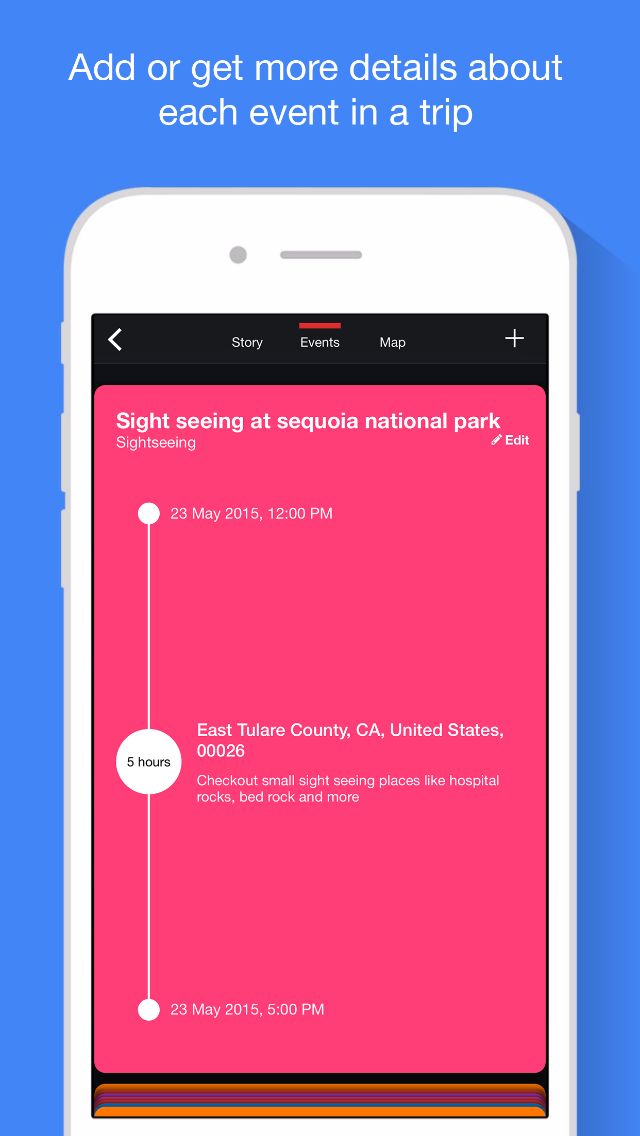 Add or get more details about
each event in a trip
Story Events Map
Sight seeing at sequoia national park
Sightseeing
Edit
23 May 2015, 12:00 PM
5 hours
East Tulare County, CA, United States,
00026
Checkout small sight seeing places like hospital
rocks, bed rock and more
23 May 2015, 5:00 PM